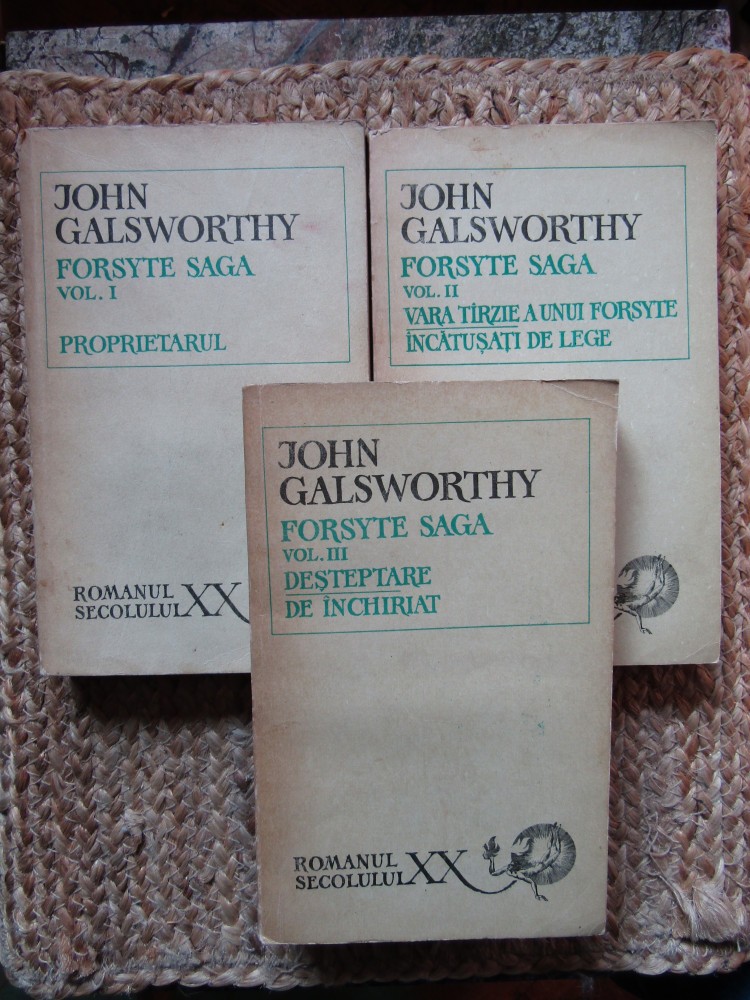 JOHN
GALSWORTHY
FORSYTE SAGA
VOL. I
PROPRIETARUL
ROMANUL
SECOLULUI XX
JOHN
GALSWORTHY
FORSYTE SAGA
VOL. II
VARA TÎRZIE A UNUI FORSYTE
ÎNCĂTUȘAȚI DE LEGE
JOHN
GALSWORTHY
FORSYTE SAGA
VOL. III
DEȘTEPTARE
DE ÎNCHIRIAT
ROMANUL
SECOLULUI XX